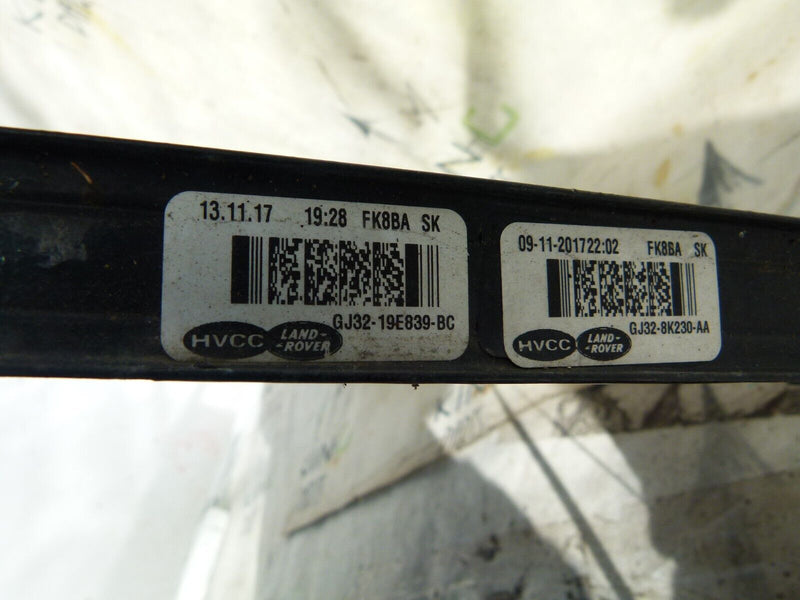 13.11.17 19:28 FK8BA SK
GJ32-19E839-BC
HVCC LAND-ROVER
09-11-201722:02 FK8BA SK
GJ32-8K230-AA
HVCC LAND-ROVER